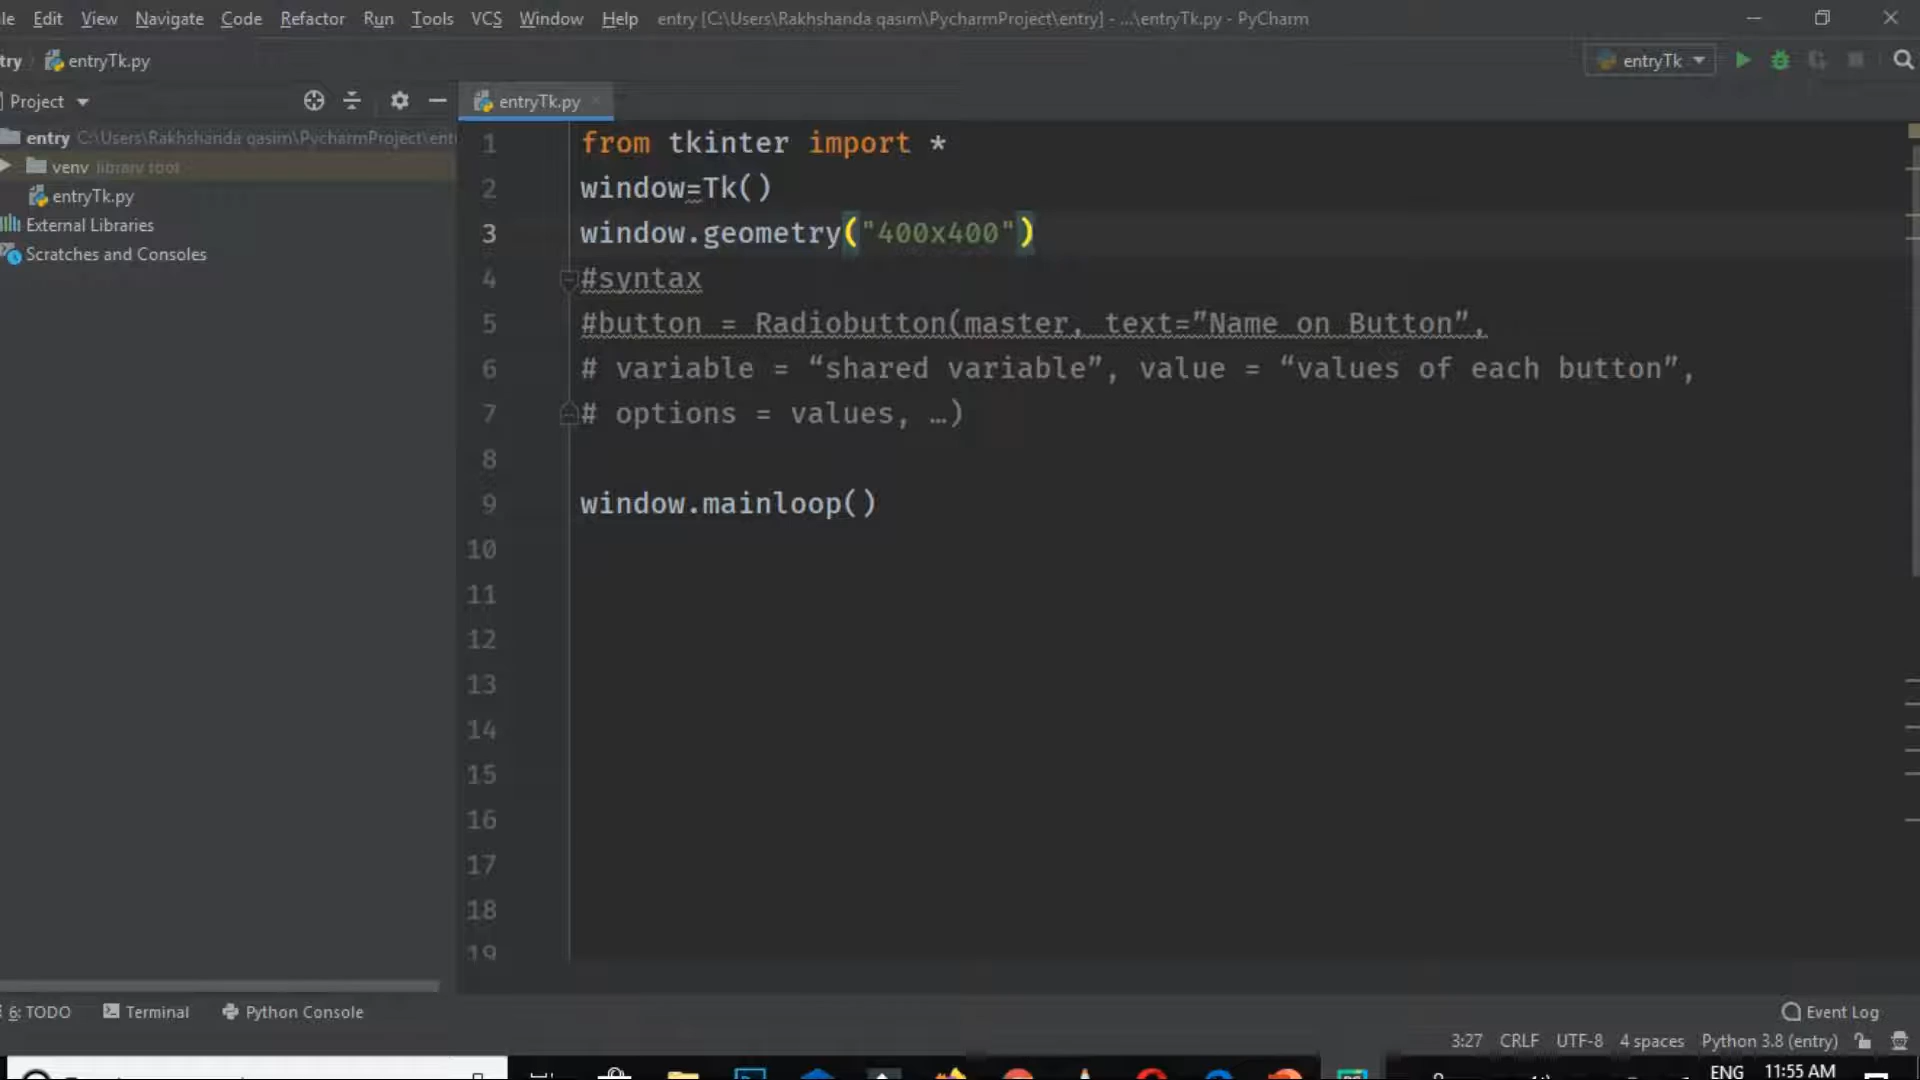 le Edit View Navigate Code Refactor Run Tools VCS Window Help entry [C:\Users\Rakhshanda qasim\PycharmProject\entry] - ...\entryTk.py - PyCharm
try entryTk.py entryTk
Project entryTk.py
entry C:\Users\Rakhshanda qasim\PycharmProject\ent
venv library root
entryTk.py
External Libraries
Scratches and Consoles
1 from tkinter import *
2 window=Tk()
3 window.geometry("400x400")
4 #syntax
5 #button = Radiobutton(master, text=”Name on Button”,
6 # variable = “shared variable”, value = “values of each button”,
7 # options = values, …)
8
9 window.mainloop()
10
11
12
13
14
15
16
17
18
19
6: TODO Terminal Python Console Event Log
3:27 CRLF UTF-8 4 spaces Python 3.8 (entry)
ENG 11:55 AM